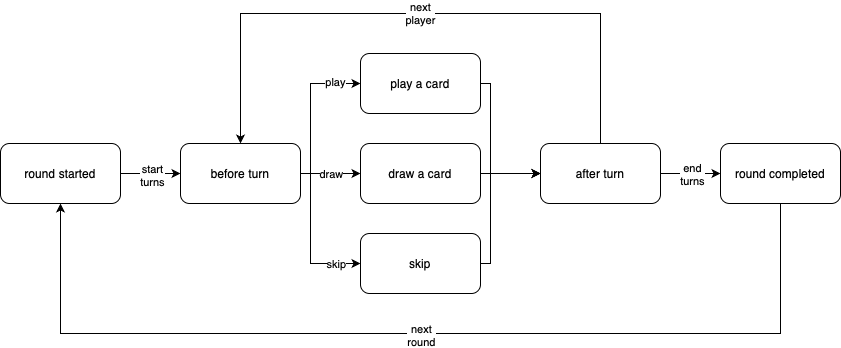 next
player
play
play a card
round started
start
turns
before turn
draw
draw a card
after turn
end
turns
round completed
skip
skip
next
round